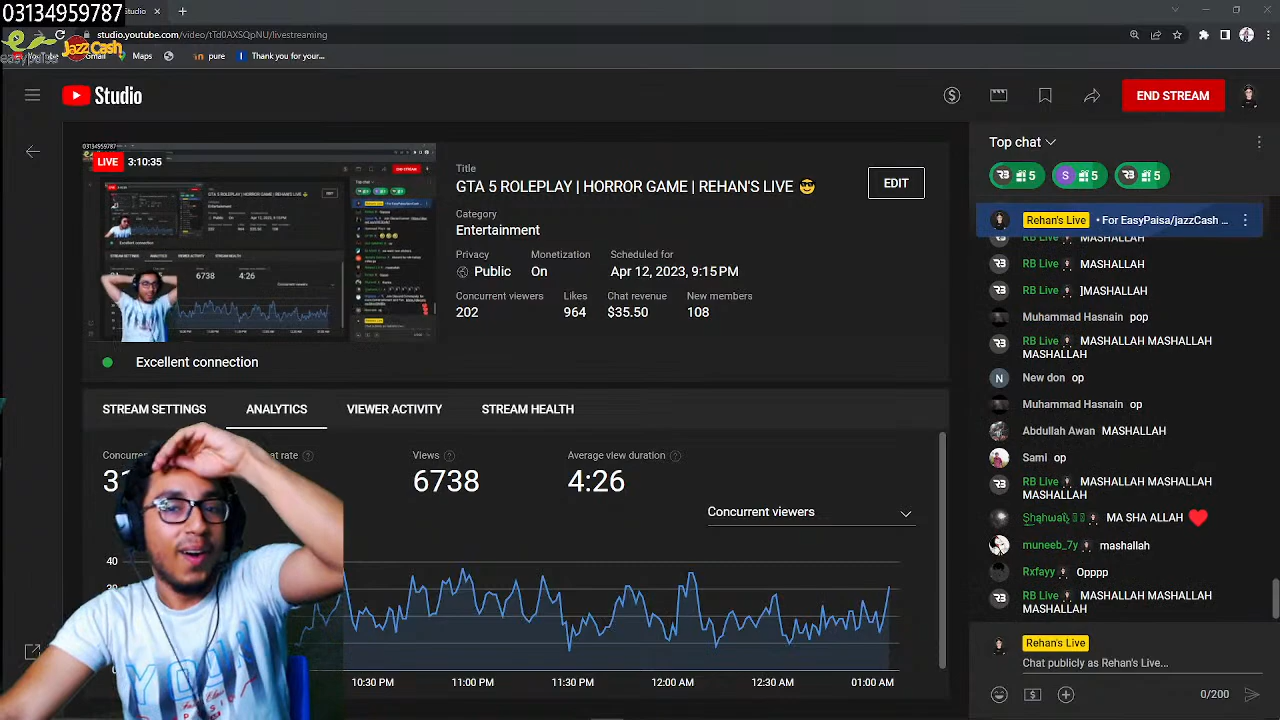 03134959787
Studio
studio.youtube.com/video/tTd0AXSQpNU/livestreaming
easypaisa
JazzCash
YouTube
Gmail
Maps
pure
Thank you for your...
Studio
END STREAM
LIVE 3:10:35
Title
GTA 5 ROLEPLAY | HORROR GAME | REHAN'S LIVE 😎
EDIT
Category
Entertainment
Privacy Monetization Scheduled for
Public On Apr 12, 2023, 9:15 PM
Concurrent viewers Likes Chat revenue New members
202 964 $35.30 108
Excellent connection
STREAM SETTINGS ANALYTICS VIEWER ACTIVITY STREAM HEALTH
Views Average view duration
6738 4:26
Concurrent viewers
40
10:30 PM 11:00 PM 11:30 PM 12:00 AM 12:30 AM 01:00 AM
Top chat
5 S 5 5
Rehan's Live • For EasyPaisa/JazzCash ...
RB Live MASHALLAH
RB Live MASHALLAH
RB Live ]MASHALLAH
Muhammad Hasnain pop
RB Live MASHALLAH MASHALLAH
MASHALLAH
N New don op
Muhammad Hasnain op
Abdullah Awan MASHALLAH
Sami op
RB Live MASHALLAH MASHALLAH
MASHALLAH
MA SHA ALLAH ❤️
muneeb_7y mashallah
Rxfayy Opppp
RB Live MASHALLAH MASHALLAH
MASHALLAH
Rehan's Live
Chat publicly as Rehan's Live...
0/200